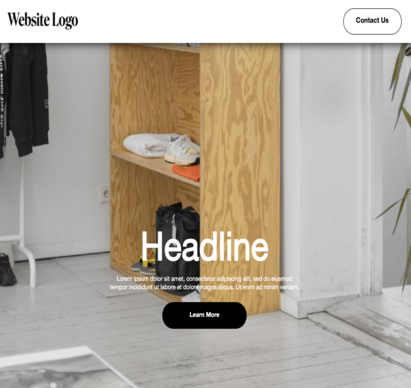 Website Logo
Contact Us
Headline
Lorem ipsum dolor sit amet, consectetur adipiscing elit, sed do eiusmod
tempor incididunt ut labore et dolore magna aliqua. Ut enim ad minim veniam.
Learn More